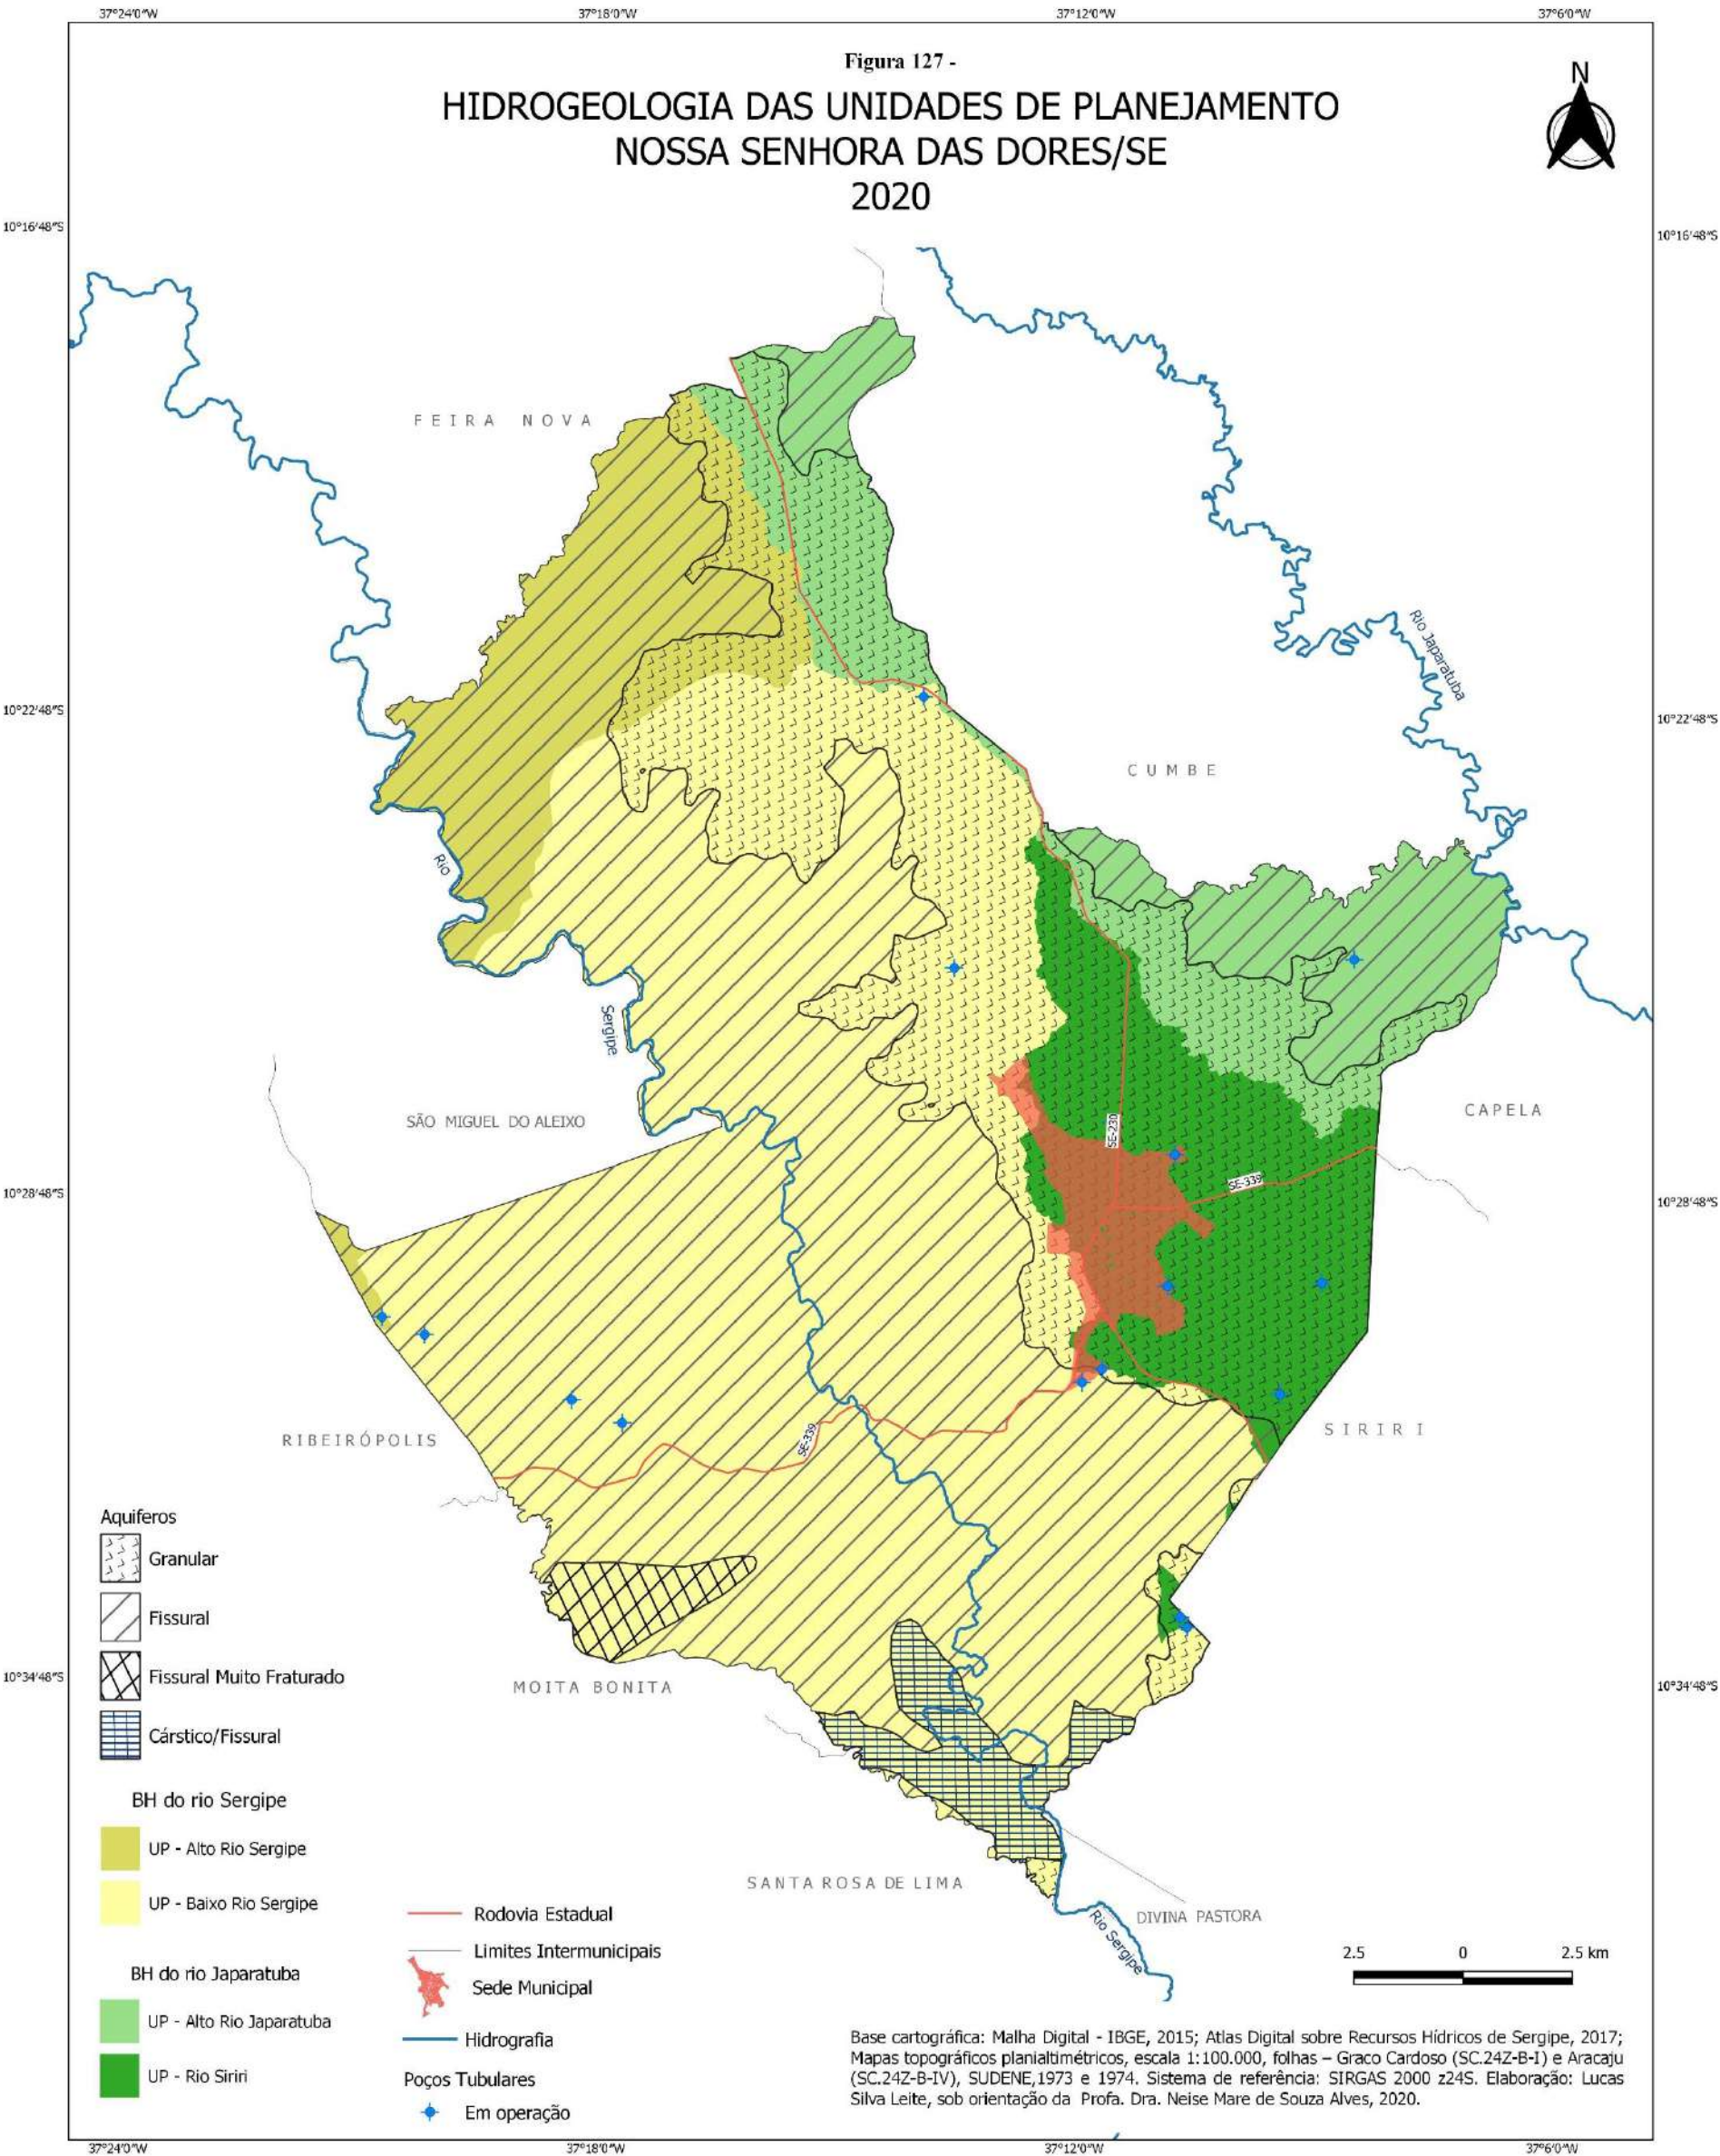 37°24'0"W
37°18'0"W
37°12'0"W
37°6'0"W
Figura 127 -
HIDROGEOLOGIA DAS UNIDADES DE PLANEJAMENTO
NOSSA SENHORA DAS DORES/SE
2020
N
10°16'48"S
10°16'48"S
FEIRA NOVA
Rio Japaratuba
10°22'48"S
10°22'48"S
CUMBE
Rio
Sergipe
SÃO MIGUEL DO ALEIXO
CAPELA
SE-230
SE-339
10°28'48"S
10°28'48"S
RIBEIRÓPOLIS
SE-339
SIRIRI
Aquiferos
Granular
Fissural
Fissural Muito Fraturado
Cárstico/Fissural
10°34'48"S
10°34'48"S
MOITA BONITA
SANTA ROSA DE LIMA
DIVINA PASTORA
Rio Sergipe
BH do rio Sergipe
UP - Alto Rio Sergipe
UP - Baixo Rio Sergipe
BH do rio Japaratuba
UP - Alto Rio Japaratuba
UP - Rio Siriri
Rodovia Estadual
Limites Intermunicipais
Sede Municipal
Hidrografia
Poços Tubulares
Em operação
2.5 0 2.5 km
Base cartográfica: Malha Digital - IBGE, 2015; Atlas Digital sobre Recursos Hídricos de Sergipe, 2017;
Mapas topográficos planialtimétricos, escala 1:100.000, folhas – Graco Cardoso (SC.24Z-B-I) e Aracaju
(SC.24Z-B-IV), SUDENE,1973 e 1974. Sistema de referência: SIRGAS 2000 z24S. Elaboração: Lucas
Silva Leite, sob orientação da Profa. Dra. Neise Mare de Souza Alves, 2020.
37°24'0"W
37°18'0"W
37°12'0"W
37°6'0"W